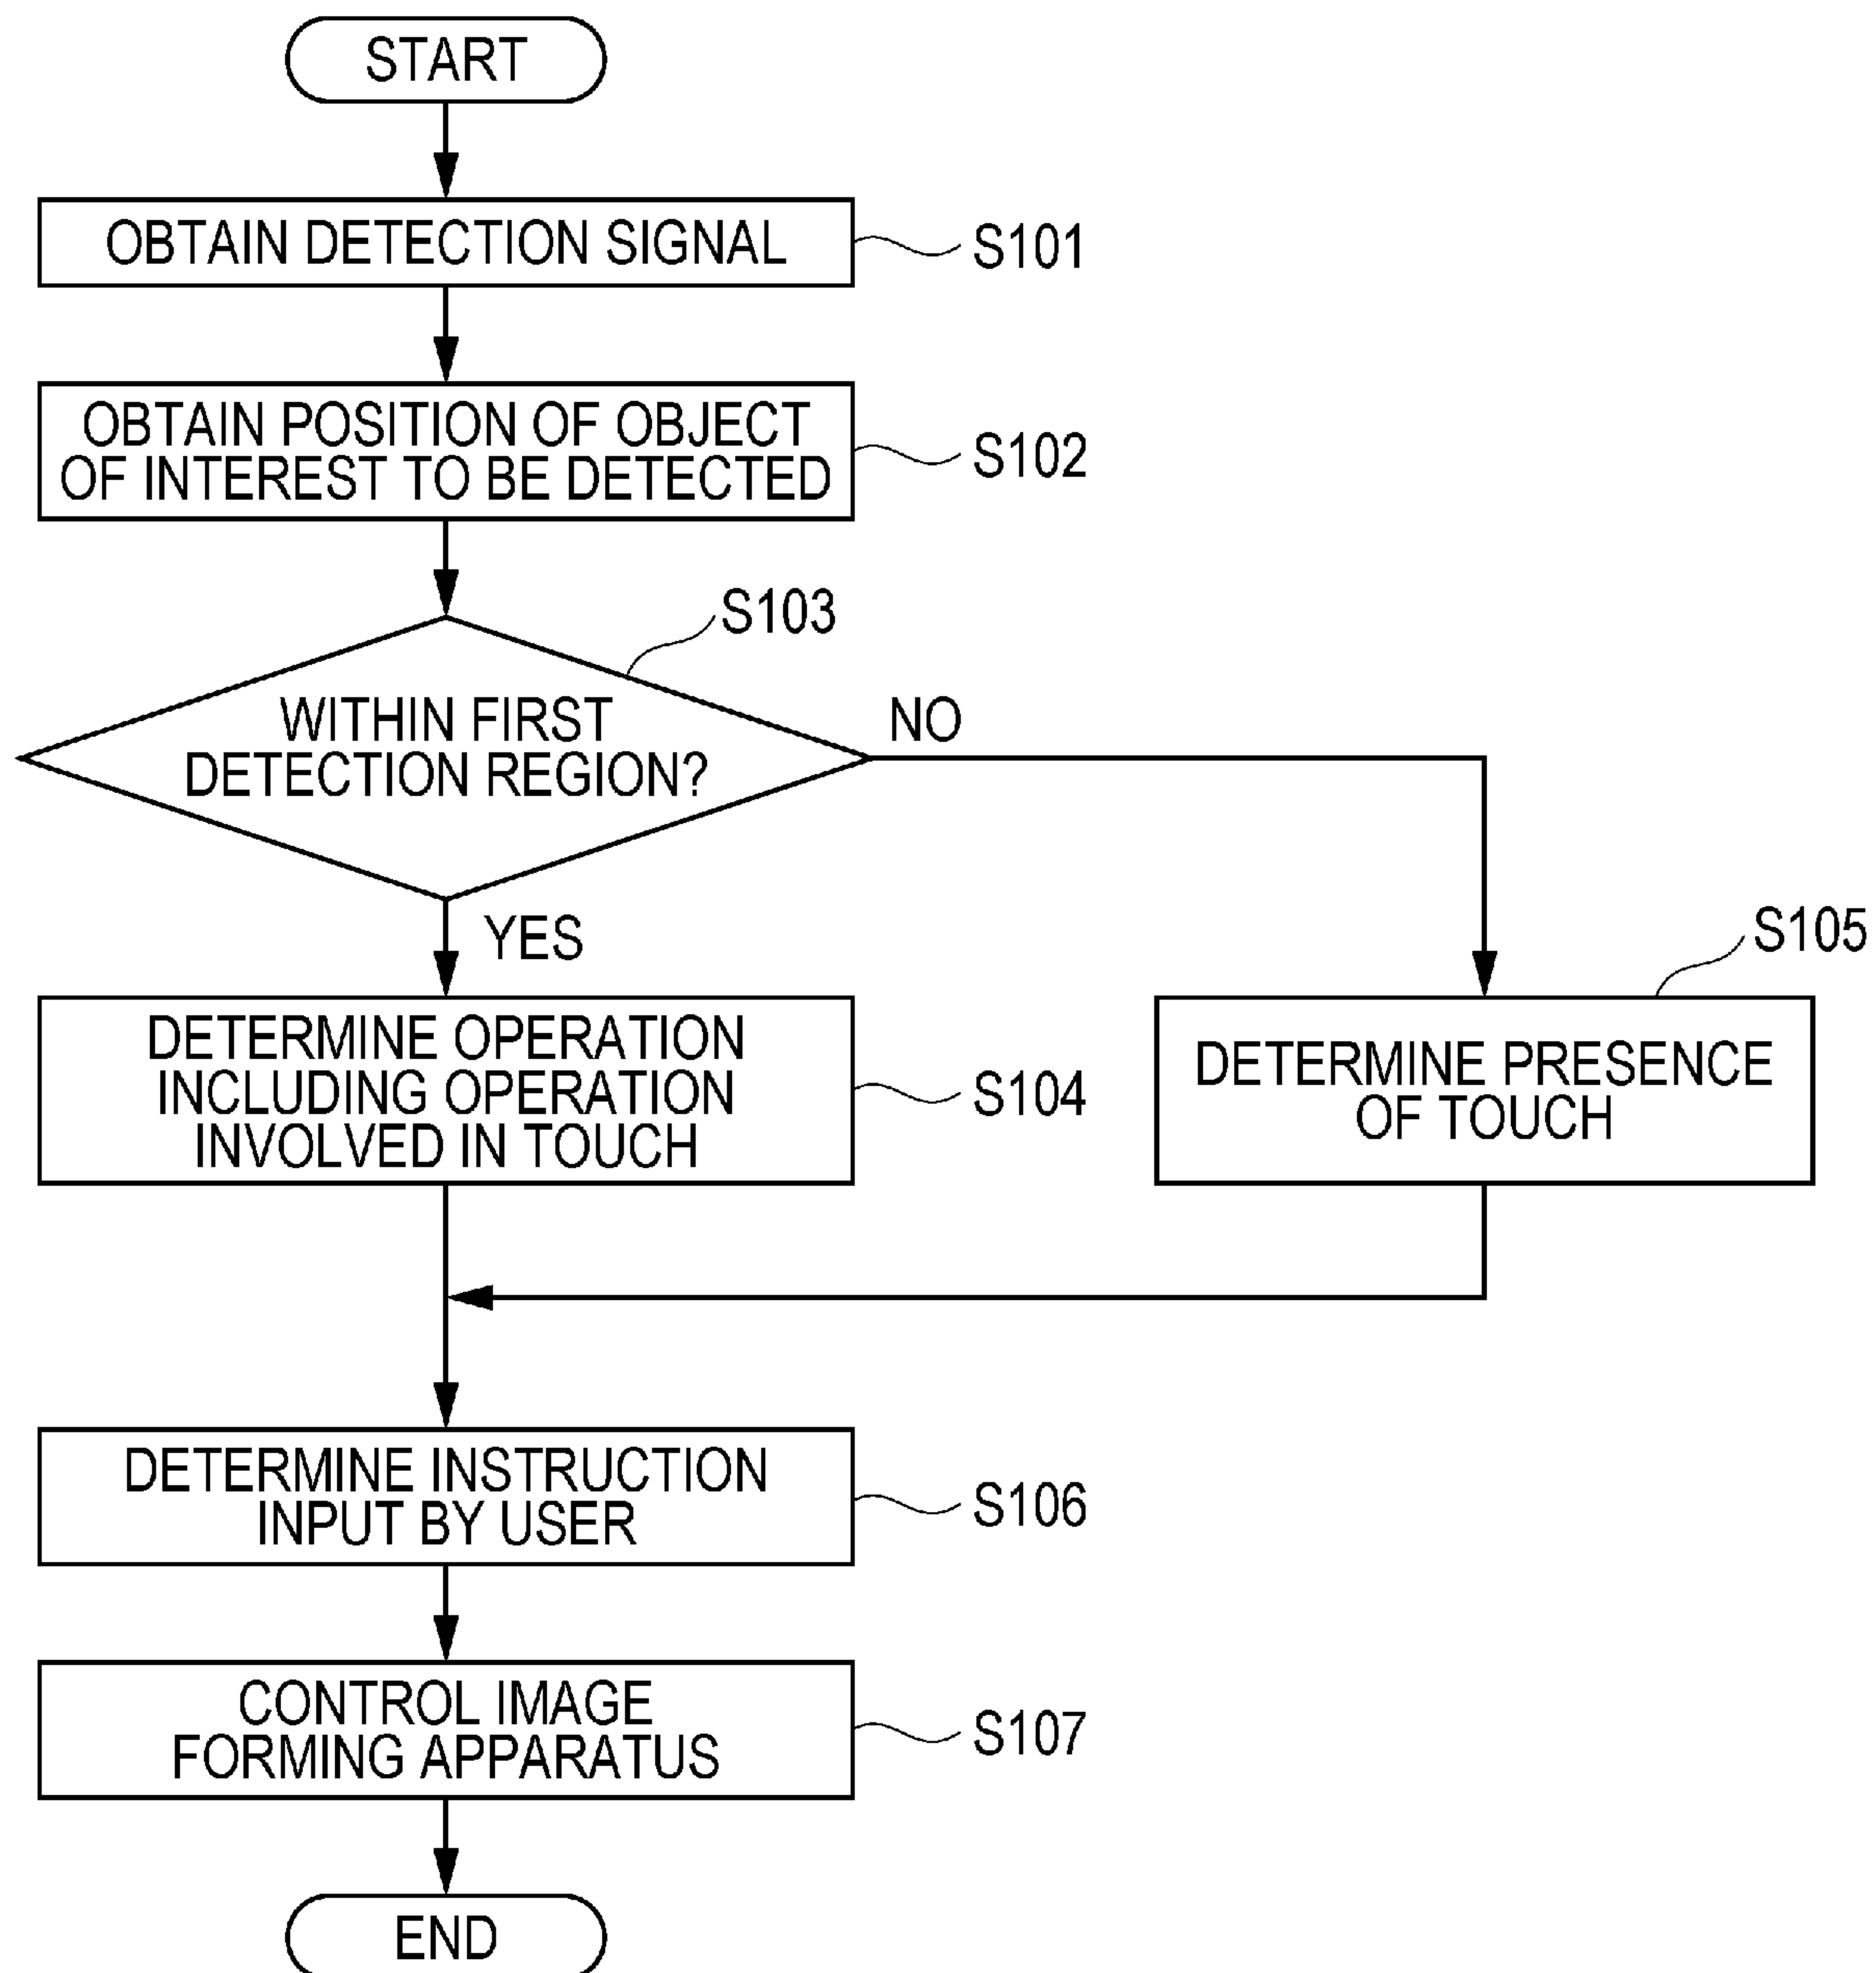 START
OBTAIN DETECTION SIGNAL
S101
OBTAIN POSITION OF OBJECT
OF INTEREST TO BE DETECTED
S102
S103
WITHIN FIRST
DETECTION REGION?
NO
YES
S105
DETERMINE OPERATION
INCLUDING OPERATION
INVOLVED IN TOUCH
S104
DETERMINE PRESENCE
OF TOUCH
DETERMINE INSTRUCTION
INPUT BY USER
S106
CONTROL IMAGE
FORMING APPARATUS
S107
END